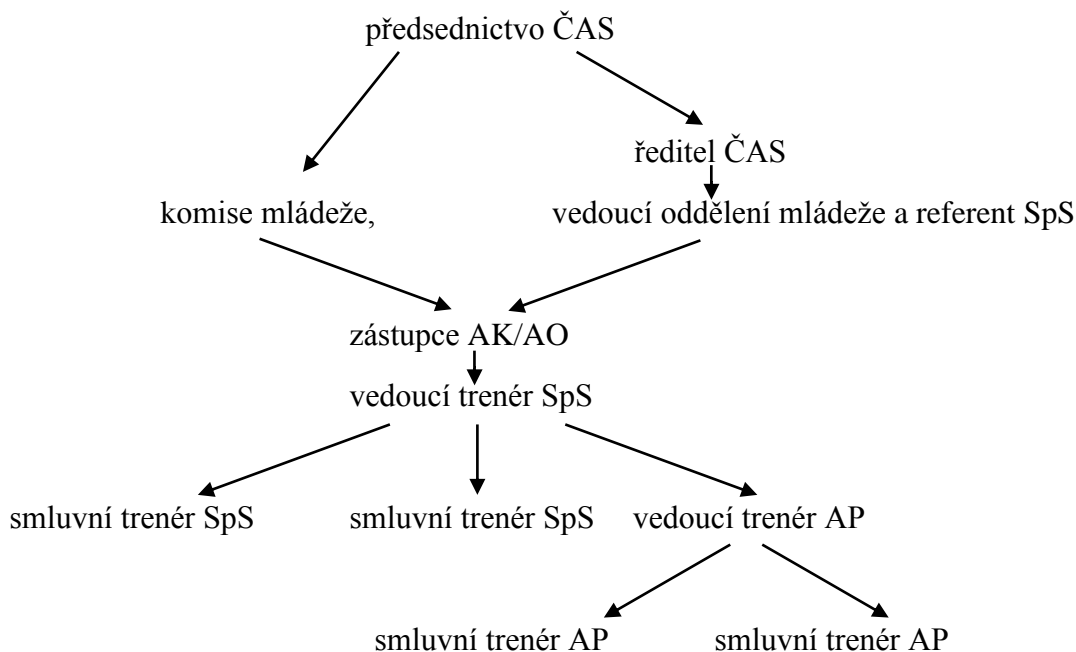 předsednictvo ČAS
ředitel ČAS
komise mládeže, vedoucí oddělení mládeže a referent SpS
zástupce AK/AO
vedoucí trenér SpS
smluvní trenér SpS smluvní trenér SpS vedoucí trenér AP
smluvní trenér AP smluvní trenér AP